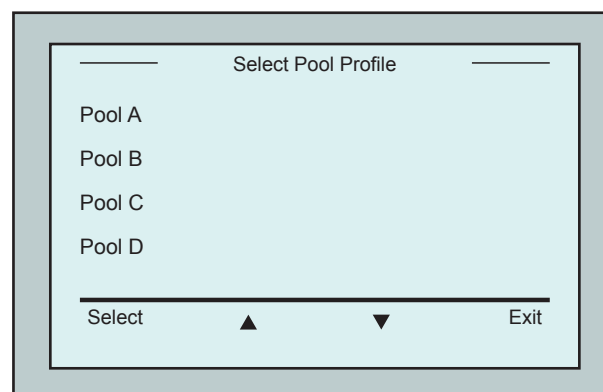 Select Pool Profile
Pool A
Pool B
Pool C
Pool D
Select ▲ ▼ Exit